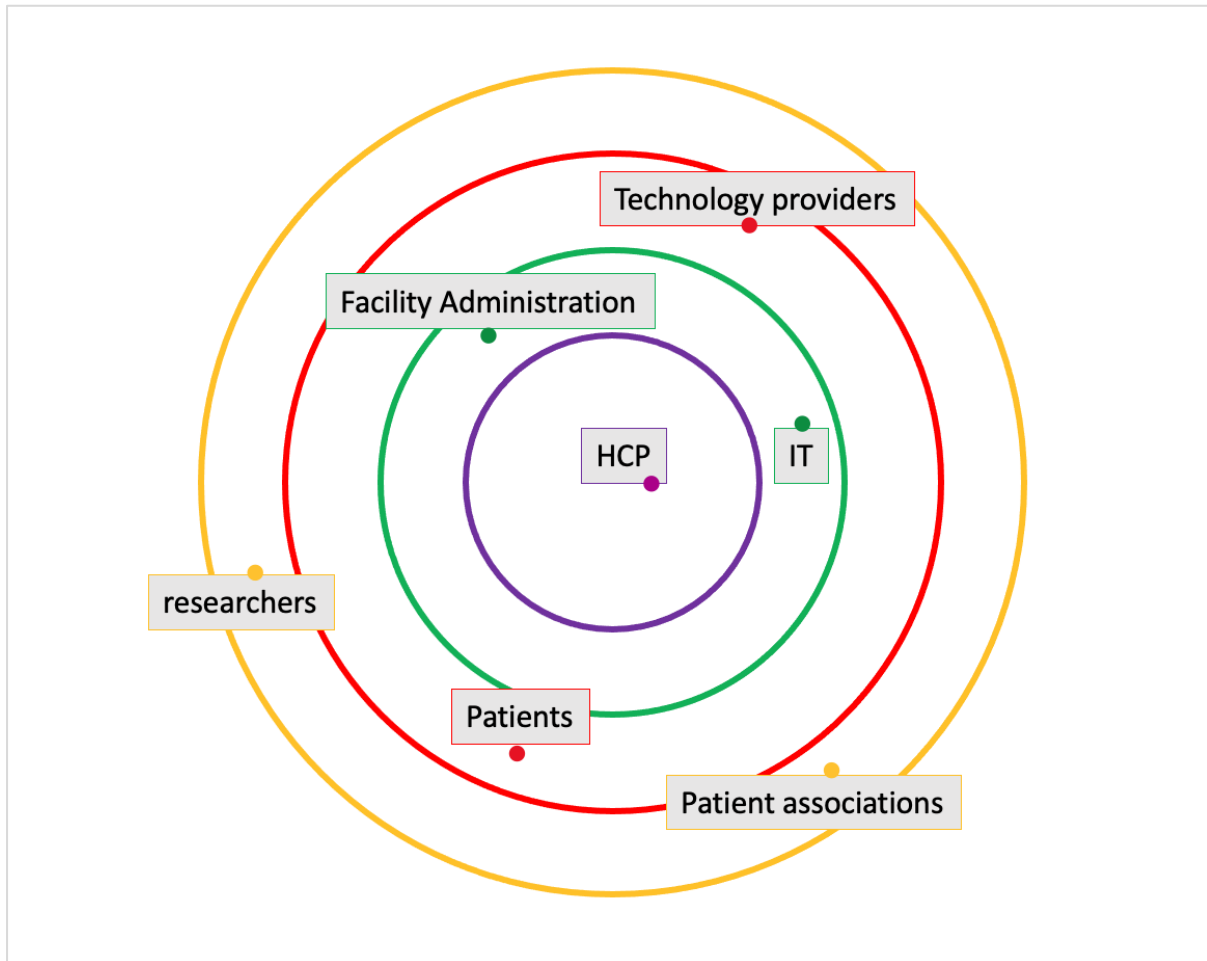 Technology providers
Facility Administration
HCP
IT
researchers
Patients
Patient associations